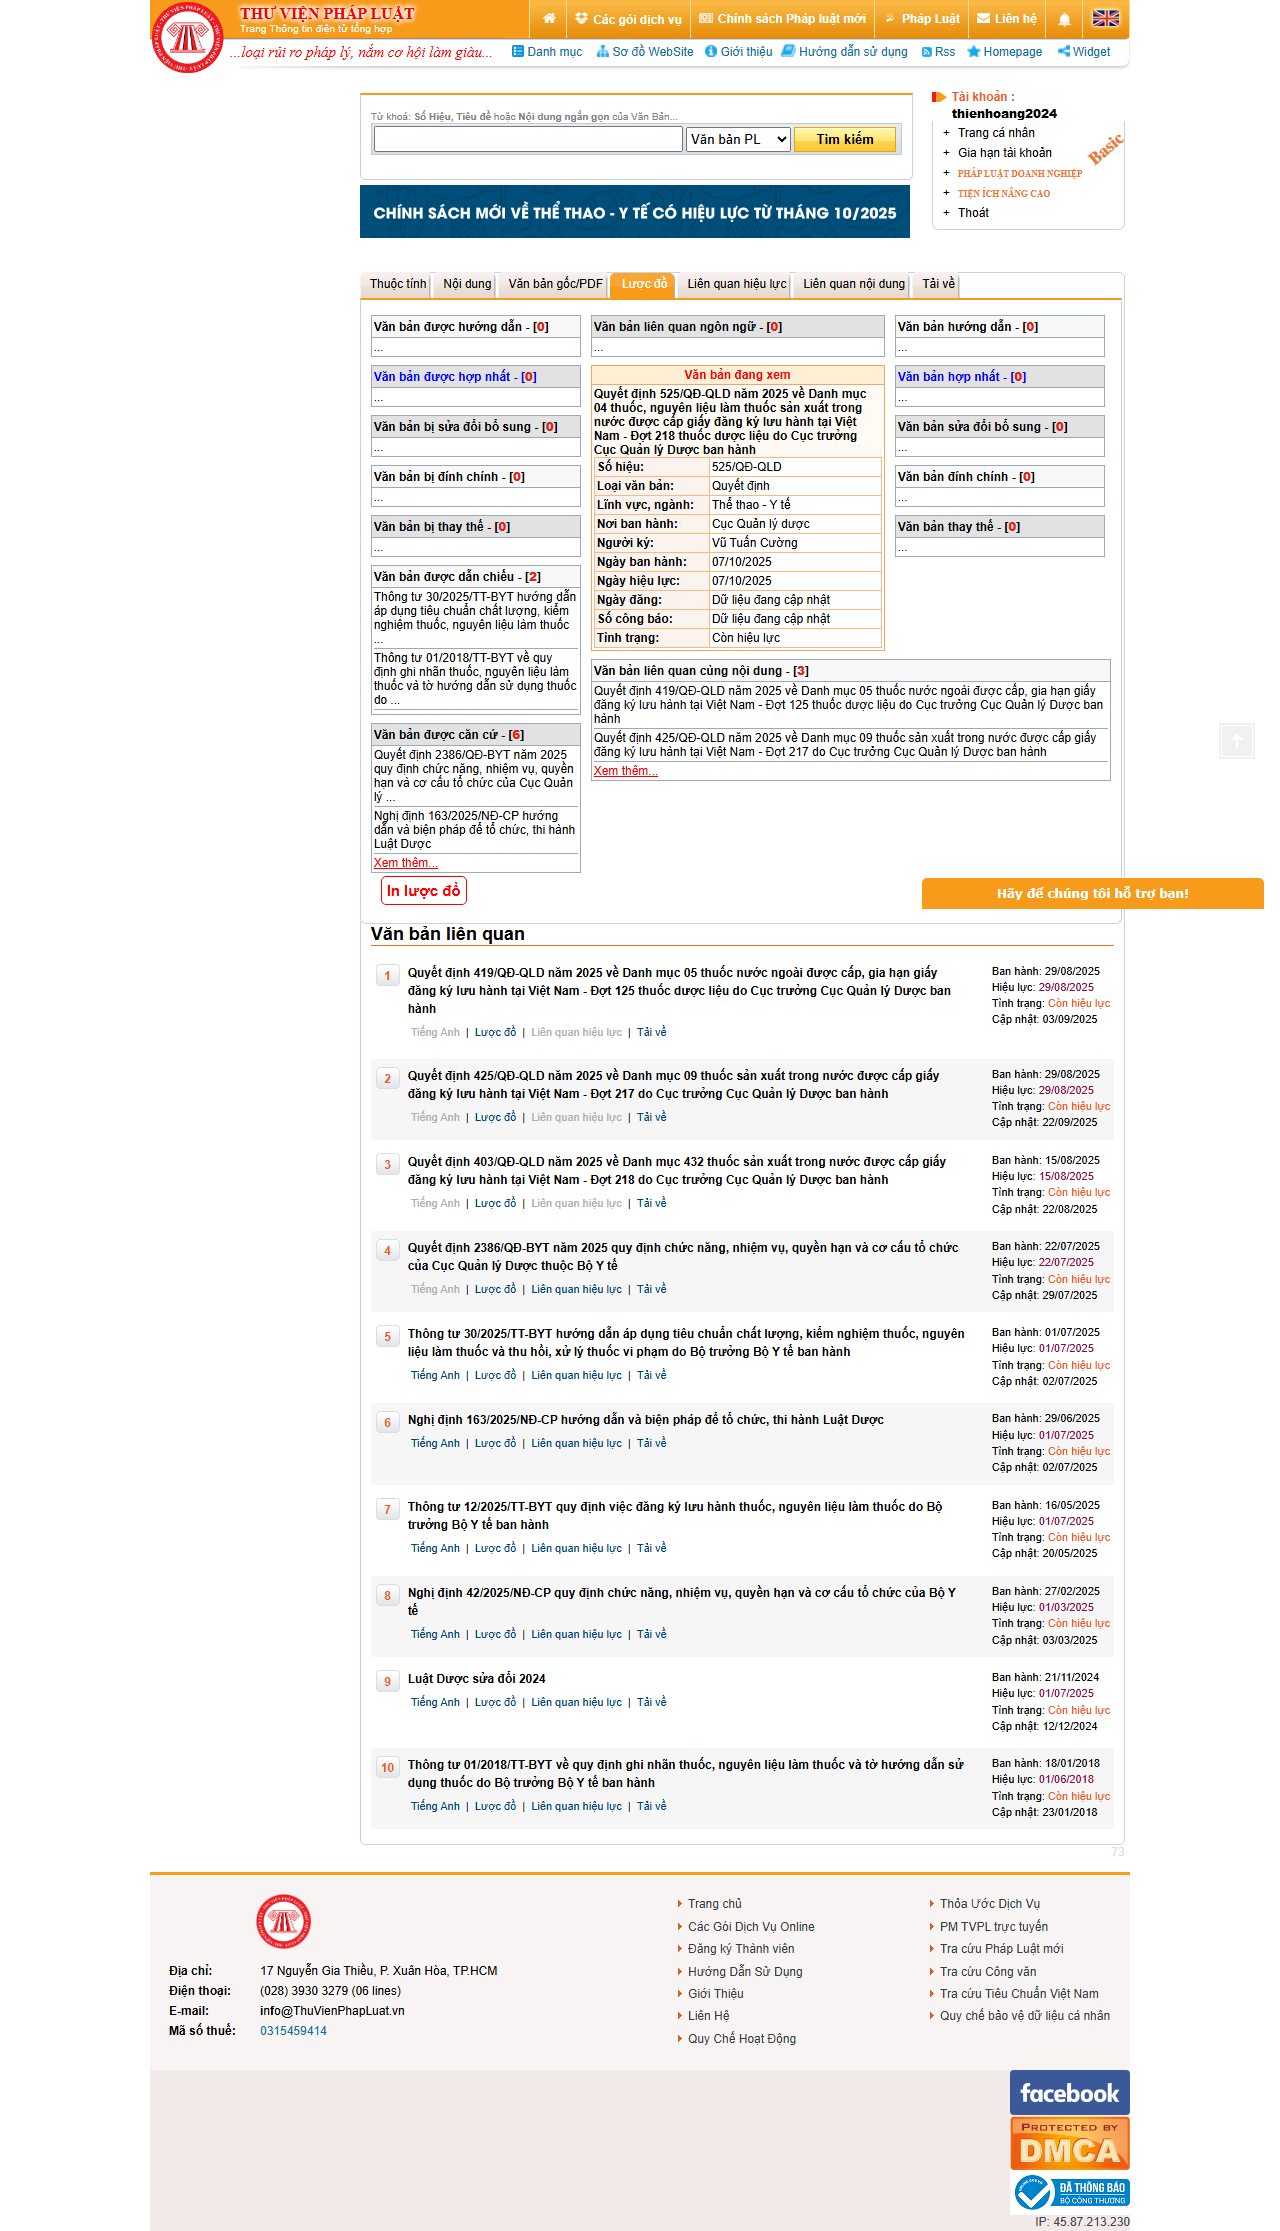 THƯ VIỆN PHÁP LUẬT
Trang Thông tin điện tử tổng hợp
...loại rủi ro pháp lý, nắm cơ hội làm giàu...
Các gói dịch vụ
Chính sách Pháp luật mới
Pháp Luật
Liên hệ
Danh mục
Sơ đồ WebSite
Giới thiệu
Hướng dẫn sử dụng
Rss
Homepage
Widget
Từ khoá: Số Hiệu, Tiêu đề hoặc Nội dung ngắn gọn của Văn Bản...
Văn bản PL
Tìm kiếm
Tài khoản :
thienhoang2024
+ Trang cá nhân
+ Gia hạn tài khoản
+ PHÁP LUẬT DOANH NGHIỆP
+ TIỆN ÍCH NÂNG CAO
+ Thoát
Basic
CHÍNH SÁCH MỚI VỀ THỂ THAO - Y TẾ CÓ HIỆU LỰC TỪ THÁNG 10/2025
Thuộc tính
Nội dung
Văn bản gốc/PDF
Lược đồ
Liên quan hiệu lực
Liên quan nội dung
Tải về
Văn bản được hướng dẫn - [0]
...
Văn bản được hợp nhất - [0]
...
Văn bản bị sửa đổi bổ sung - [0]
...
Văn bản bị đính chính - [0]
...
Văn bản bị thay thế - [0]
...
Văn bản được dẫn chiếu - [2]
Thông tư 30/2025/TT-BYT hướng dẫn
áp dụng tiêu chuẩn chất lượng, kiểm
nghiệm thuốc, nguyên liệu làm thuốc
...
Thông tư 01/2018/TT-BYT về quy
định ghi nhãn thuốc, nguyên liệu làm
thuốc và tờ hướng dẫn sử dụng thuốc
do ...
Văn bản được căn cứ - [6]
Quyết định 2386/QĐ-BYT năm 2025
quy định chức năng, nhiệm vụ, quyền
hạn và cơ cấu tổ chức của Cục Quản
lý ...
Nghị định 163/2025/NĐ-CP hướng
dẫn và biện pháp để tổ chức, thi hành
Luật Dược
Xem thêm...
In lược đồ
Văn bản liên quan ngôn ngữ - [0]
...
Văn bản đang xem
Quyết định 525/QĐ-QLD năm 2025 về Danh mục
04 thuốc, nguyên liệu làm thuốc sản xuất trong
nước được cấp giấy đăng ký lưu hành tại Việt
Nam - Đợt 218 thuốc dược liệu do Cục trưởng
Cục Quản lý Dược ban hành
Số hiệu: 525/QĐ-QLD
Loại văn bản: Quyết định
Lĩnh vực, ngành: Thể thao - Y tế
Nơi ban hành: Cục Quản lý dược
Người ký: Vũ Tuấn Cường
Ngày ban hành: 07/10/2025
Ngày hiệu lực: 07/10/2025
Ngày đăng: Dữ liệu đang cập nhật
Số công báo: Dữ liệu đang cập nhật
Tình trạng: Còn hiệu lực
Văn bản hướng dẫn - [0]
...
Văn bản hợp nhất - [0]
...
Văn bản sửa đổi bổ sung - [0]
...
Văn bản đính chính - [0]
...
Văn bản thay thế - [0]
...
Văn bản liên quan cùng nội dung - [3]
Quyết định 419/QĐ-QLD năm 2025 về Danh mục 05 thuốc nước ngoài được cấp, gia hạn giấy
đăng ký lưu hành tại Việt Nam - Đợt 125 thuốc dược liệu do Cục trưởng Cục Quản lý Dược ban
hành
Quyết định 425/QĐ-QLD năm 2025 về Danh mục 09 thuốc sản xuất trong nước được cấp giấy
đăng ký lưu hành tại Việt Nam - Đợt 217 do Cục trưởng Cục Quản lý Dược ban hành
Xem thêm...
Hãy để chúng tôi hỗ trợ bạn!
Văn bản liên quan
1
Quyết định 419/QĐ-QLD năm 2025 về Danh mục 05 thuốc nước ngoài được cấp, gia hạn giấy
đăng ký lưu hành tại Việt Nam - Đợt 125 thuốc dược liệu do Cục trưởng Cục Quản lý Dược ban
hành
Tiếng Anh | Lược đồ | Liên quan hiệu lực | Tải về
Ban hành: 29/08/2025
Hiệu lực: 29/08/2025
Tình trạng: Còn hiệu lực
Cập nhật: 03/09/2025
2
Quyết định 425/QĐ-QLD năm 2025 về Danh mục 09 thuốc sản xuất trong nước được cấp giấy
đăng ký lưu hành tại Việt Nam - Đợt 217 do Cục trưởng Cục Quản lý Dược ban hành
Tiếng Anh | Lược đồ | Liên quan hiệu lực | Tải về
Ban hành: 29/08/2025
Hiệu lực: 29/08/2025
Tình trạng: Còn hiệu lực
Cập nhật: 22/09/2025
3
Quyết định 403/QĐ-QLD năm 2025 về Danh mục 432 thuốc sản xuất trong nước được cấp giấy
đăng ký lưu hành tại Việt Nam - Đợt 218 do Cục trưởng Cục Quản lý Dược ban hành
Tiếng Anh | Lược đồ | Liên quan hiệu lực | Tải về
Ban hành: 15/08/2025
Hiệu lực: 15/08/2025
Tình trạng: Còn hiệu lực
Cập nhật: 22/08/2025
4
Quyết định 2386/QĐ-BYT năm 2025 quy định chức năng, nhiệm vụ, quyền hạn và cơ cấu tổ chức
của Cục Quản lý Dược thuộc Bộ Y tế
Tiếng Anh | Lược đồ | Liên quan hiệu lực | Tải về
Ban hành: 22/07/2025
Hiệu lực: 22/07/2025
Tình trạng: Còn hiệu lực
Cập nhật: 29/07/2025
5
Thông tư 30/2025/TT-BYT hướng dẫn áp dụng tiêu chuẩn chất lượng, kiểm nghiệm thuốc, nguyên
liệu làm thuốc và thu hồi, xử lý thuốc vi phạm do Bộ trưởng Bộ Y tế ban hành
Tiếng Anh | Lược đồ | Liên quan hiệu lực | Tải về
Ban hành: 01/07/2025
Hiệu lực: 01/07/2025
Tình trạng: Còn hiệu lực
Cập nhật: 02/07/2025
6
Nghị định 163/2025/NĐ-CP hướng dẫn và biện pháp để tổ chức, thi hành Luật Dược
Tiếng Anh | Lược đồ | Liên quan hiệu lực | Tải về
Ban hành: 29/06/2025
Hiệu lực: 01/07/2025
Tình trạng: Còn hiệu lực
Cập nhật: 02/07/2025
7
Thông tư 12/2025/TT-BYT quy định việc đăng ký lưu hành thuốc, nguyên liệu làm thuốc do Bộ
trưởng Bộ Y tế ban hành
Tiếng Anh | Lược đồ | Liên quan hiệu lực | Tải về
Ban hành: 16/05/2025
Hiệu lực: 01/07/2025
Tình trạng: Còn hiệu lực
Cập nhật: 20/05/2025
8
Nghị định 42/2025/NĐ-CP quy định chức năng, nhiệm vụ, quyền hạn và cơ cấu tổ chức của Bộ Y
tế
Tiếng Anh | Lược đồ | Liên quan hiệu lực | Tải về
Ban hành: 27/02/2025
Hiệu lực: 01/03/2025
Tình trạng: Còn hiệu lực
Cập nhật: 03/03/2025
9
Luật Dược sửa đổi 2024
Tiếng Anh | Lược đồ | Liên quan hiệu lực | Tải về
Ban hành: 21/11/2024
Hiệu lực: 01/07/2025
Tình trạng: Còn hiệu lực
Cập nhật: 12/12/2024
10
Thông tư 01/2018/TT-BYT về quy định ghi nhãn thuốc, nguyên liệu làm thuốc và tờ hướng dẫn sử
dụng thuốc do Bộ trưởng Bộ Y tế ban hành
Tiếng Anh | Lược đồ | Liên quan hiệu lực | Tải về
Ban hành: 18/01/2018
Hiệu lực: 01/06/2018
Tình trạng: Còn hiệu lực
Cập nhật: 23/01/2018
73
Địa chỉ: 17 Nguyễn Gia Thiều, P. Xuân Hòa, TP.HCM
Điện thoại: (028) 3930 3279 (06 lines)
E-mail: info@ThuVienPhapLuat.vn
Mã số thuế: 0315459414
Trang chủ
Các Gói Dịch Vụ Online
Đăng ký Thành viên
Hướng Dẫn Sử Dụng
Giới Thiệu
Liên Hệ
Quy Chế Hoạt Động
Thỏa Ước Dịch Vụ
PM TVPL trực tuyến
Tra cứu Pháp Luật mới
Tra cứu Công văn
Tra cứu Tiêu Chuẩn Việt Nam
Quy chế bảo vệ dữ liệu cá nhân
facebook
PROTECTED BY
DMCA
ĐÃ THÔNG BÁO
BỘ CÔNG THƯƠNG
IP: 45.87.213.230